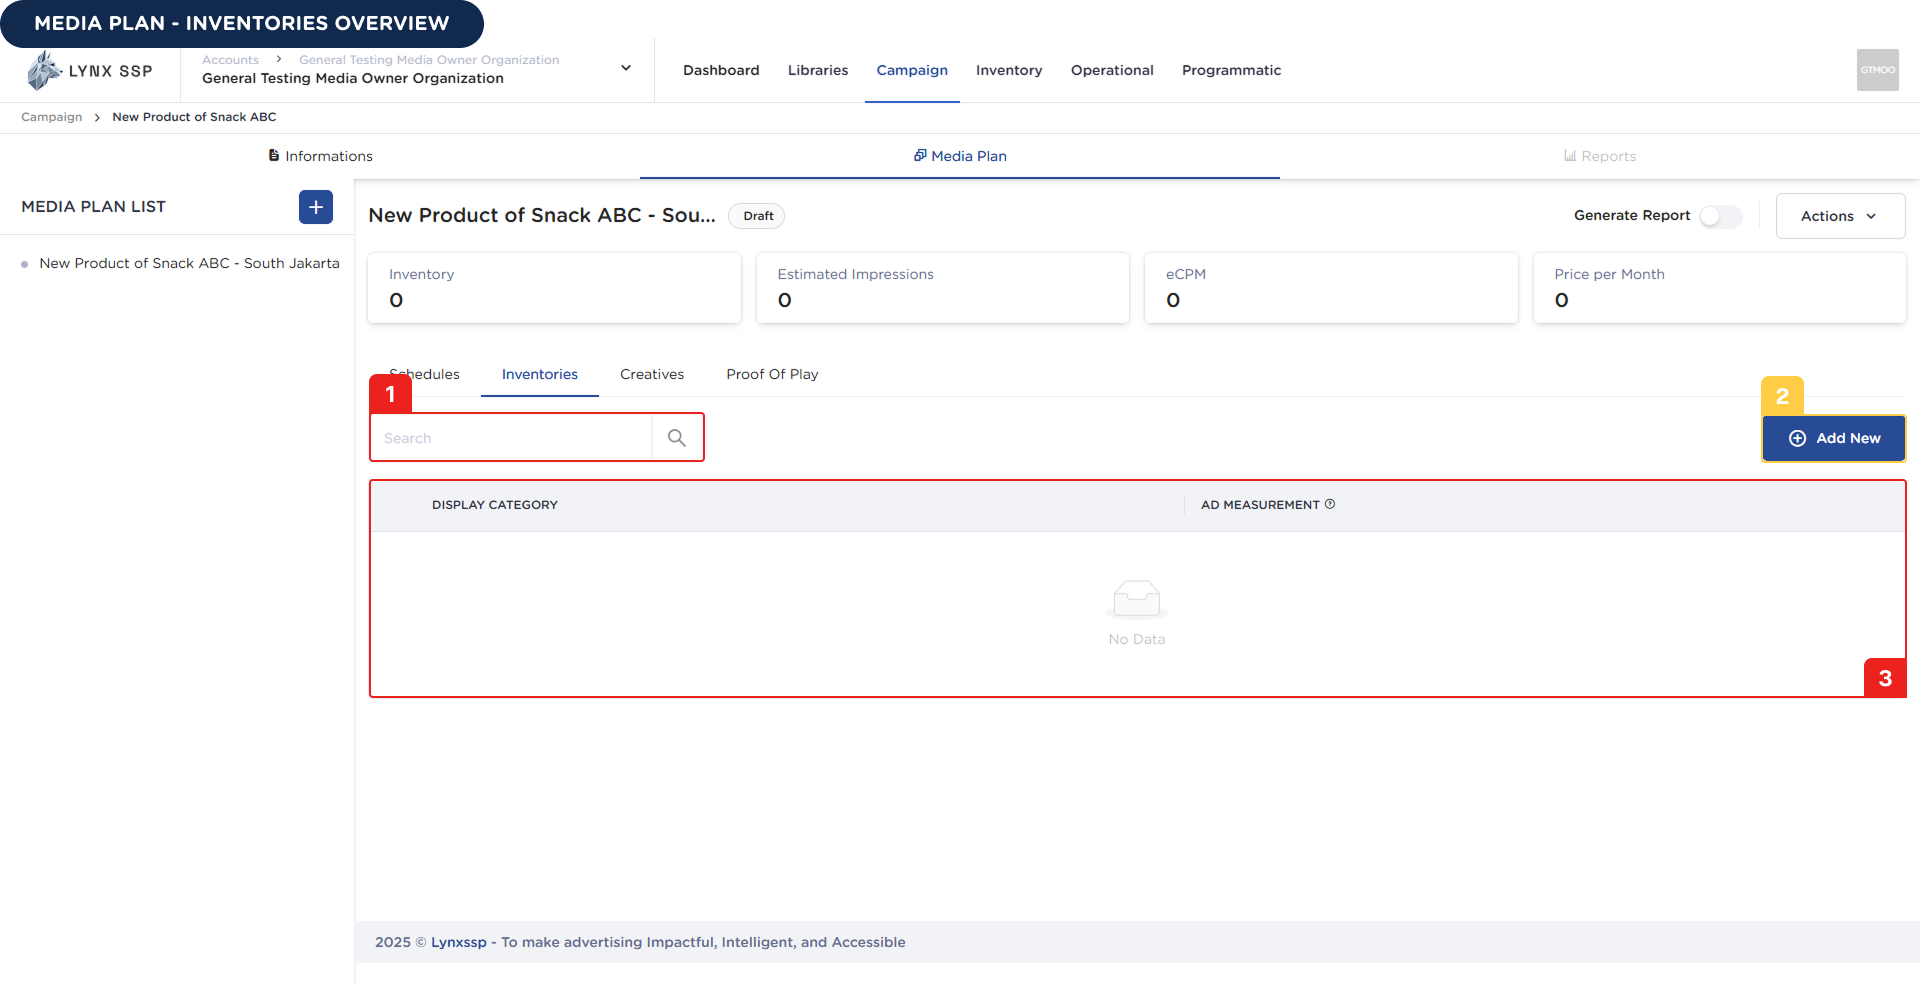 MEDIA PLAN - INVENTORIES OVERVIEW
LYNX SSP
Accounts > General Testing Media Owner Organization
General Testing Media Owner Organization
Dashboard
Libraries
Campaign
Inventory
Operational
Programmatic
GTMOO
Campaign > New Product of Snack ABC
Informations
Media Plan
Reports
MEDIA PLAN LIST
New Product of Snack ABC - South Jakarta
New Product of Snack ABC - Sou...
Draft
Generate Report
Actions
Inventory
0
Estimated Impressions
0
eCPM
0
Price per Month
0
Schedules
Inventories
Creatives
Proof Of Play
1
Search
2
Add New
DISPLAY CATEGORY
AD MEASUREMENT
No Data
3
2025 © Lynxssp - To make advertising Impactful, Intelligent, and Accessible